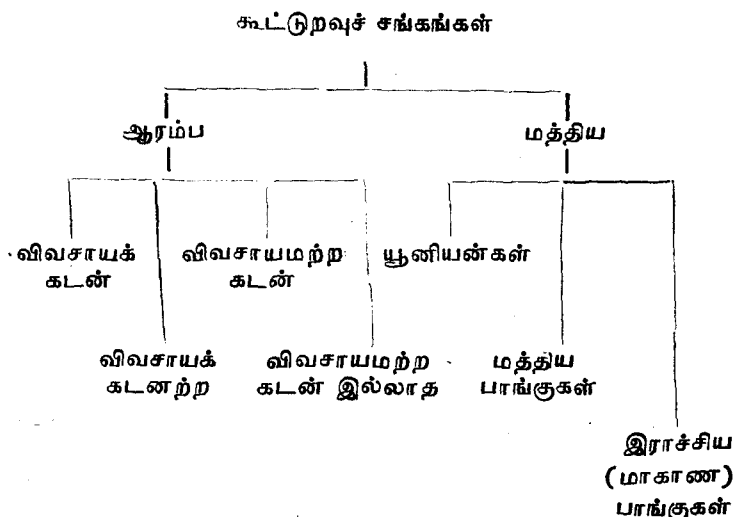 கூட்டுறவுச் சங்கங்கள்
ஆரம்ப
மத்திய
விவசாயக்
கடன்
விவசாயமற்ற
கடன்
யூனியன்கள்
விவசாயக்
கடனற்ற
விவசாயமற்ற
கடன் இல்லாத
மத்திய
பாங்குகள்
இராச்சிய
(மாகாண)
பாங்குகள்